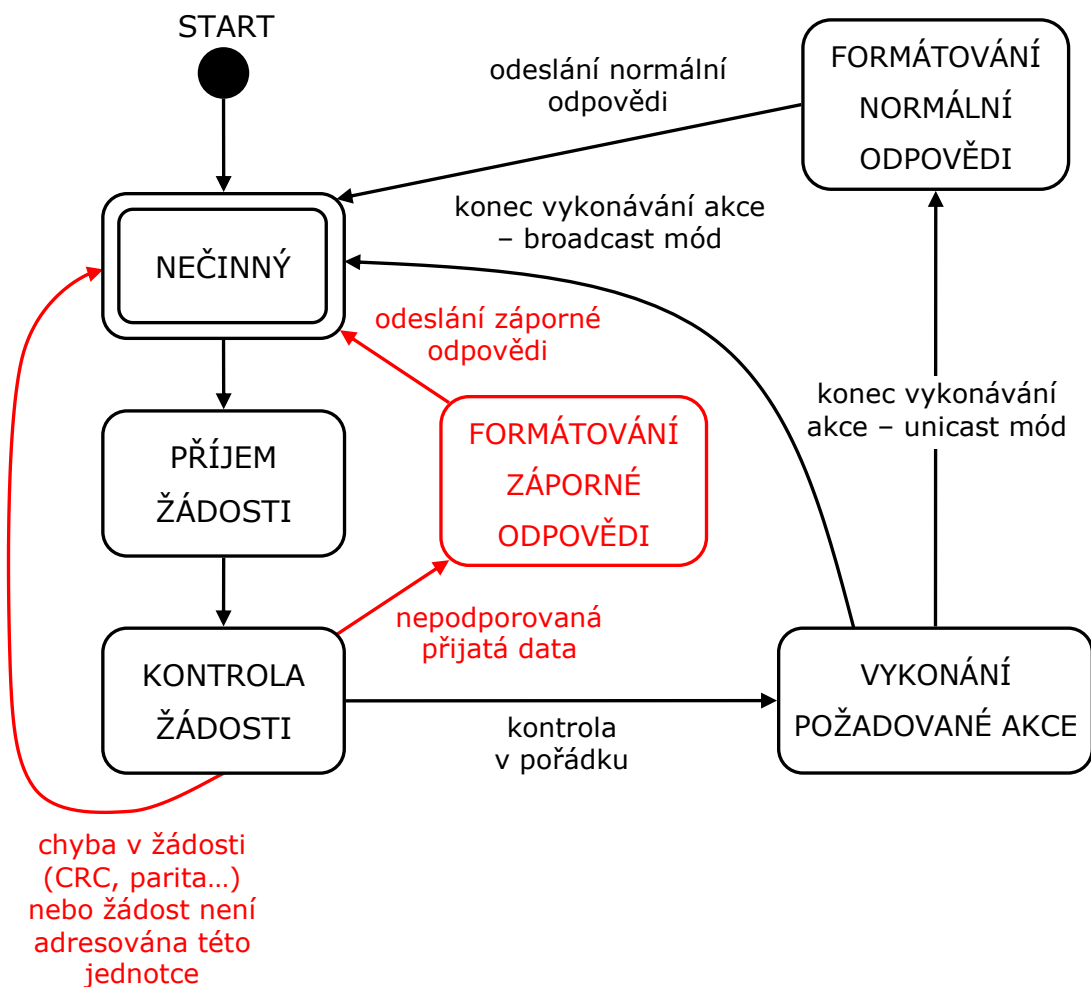 START
odeslání normální
odpovědi
FORMÁTOVÁNÍ
NORMÁLNÍ
ODPOVĚDI
NEČINNÝ
konec vykonávání akce
– broadcast mód
odeslání záporné
odpovědi
konec vykonávání
akce – unicast mód
PŘÍJEM
ŽÁDOSTI
FORMÁTOVÁNÍ
ZÁPORNÉ
ODPOVĚDI
nepodporovaná
přijatá data
KONTROLA
ŽÁDOSTI
kontrola
v pořádku
VYKONÁNÍ
POŽADOVANÉ AKCE
chyba v žádosti
(CRC, parita…)
nebo žádost není
adresována této
jednotce